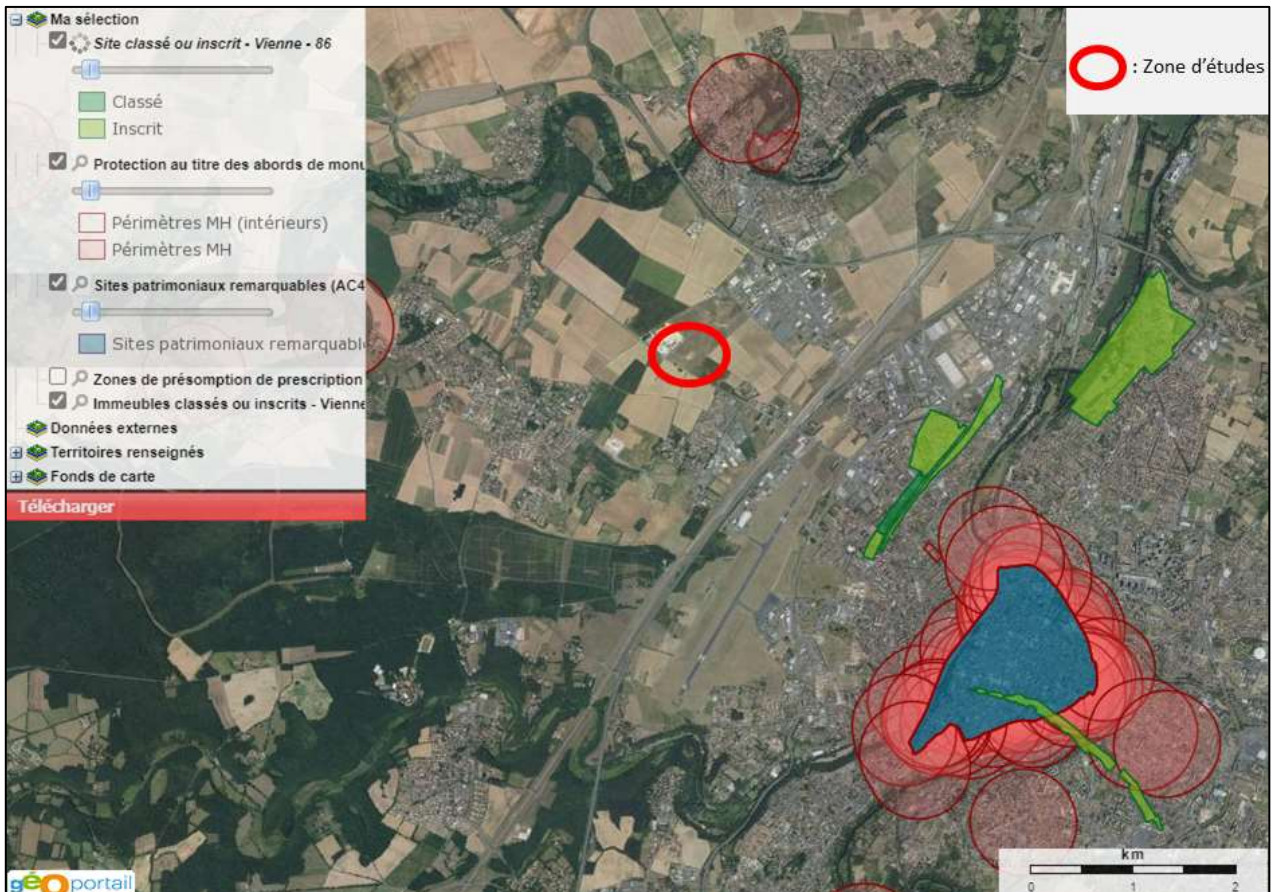 Ma sélection
Site classé ou inscrit - Vienne - 86
Classé
Inscrit
Protection au titre des abords de monu
Périmètres MH (intérieurs)
Périmètres MH
Sites patrimoniaux remarquables (AC4
Sites patrimoniaux remarquable
Zones de présomption de prescription
Immeubles classés ou inscrits - Vienne
Données externes
Territoires renseignés
Fonds de carte
Télécharger
: Zone d'études
km
0 1 2
géoportail